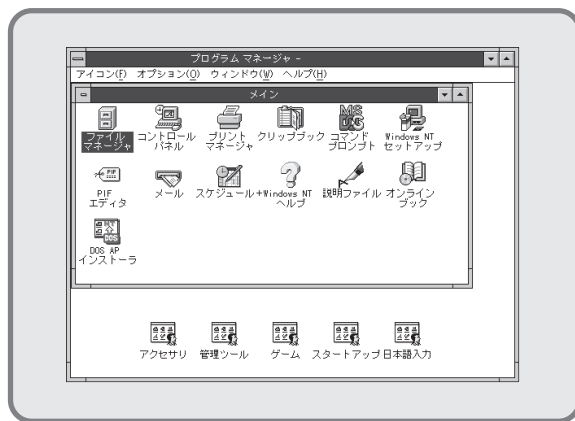 プログラム マネージャ -
アイコン(F) オプション(O) ウィンドウ(W) ヘルプ(H)
メイン
ファイル
マネージャ
コントロール
パネル
プリント
マネージャ
クリップブック
コマンド
プロンプト
Windows NT
セットアップ
PIF
エディタ
メール
スケジュール+
Windows NT
ヘルプ
説明ファイル
オンライン
ブック
DOS AP
インストーラ
アクセサリ
管理ツール
ゲーム
スタートアップ
日本語入力